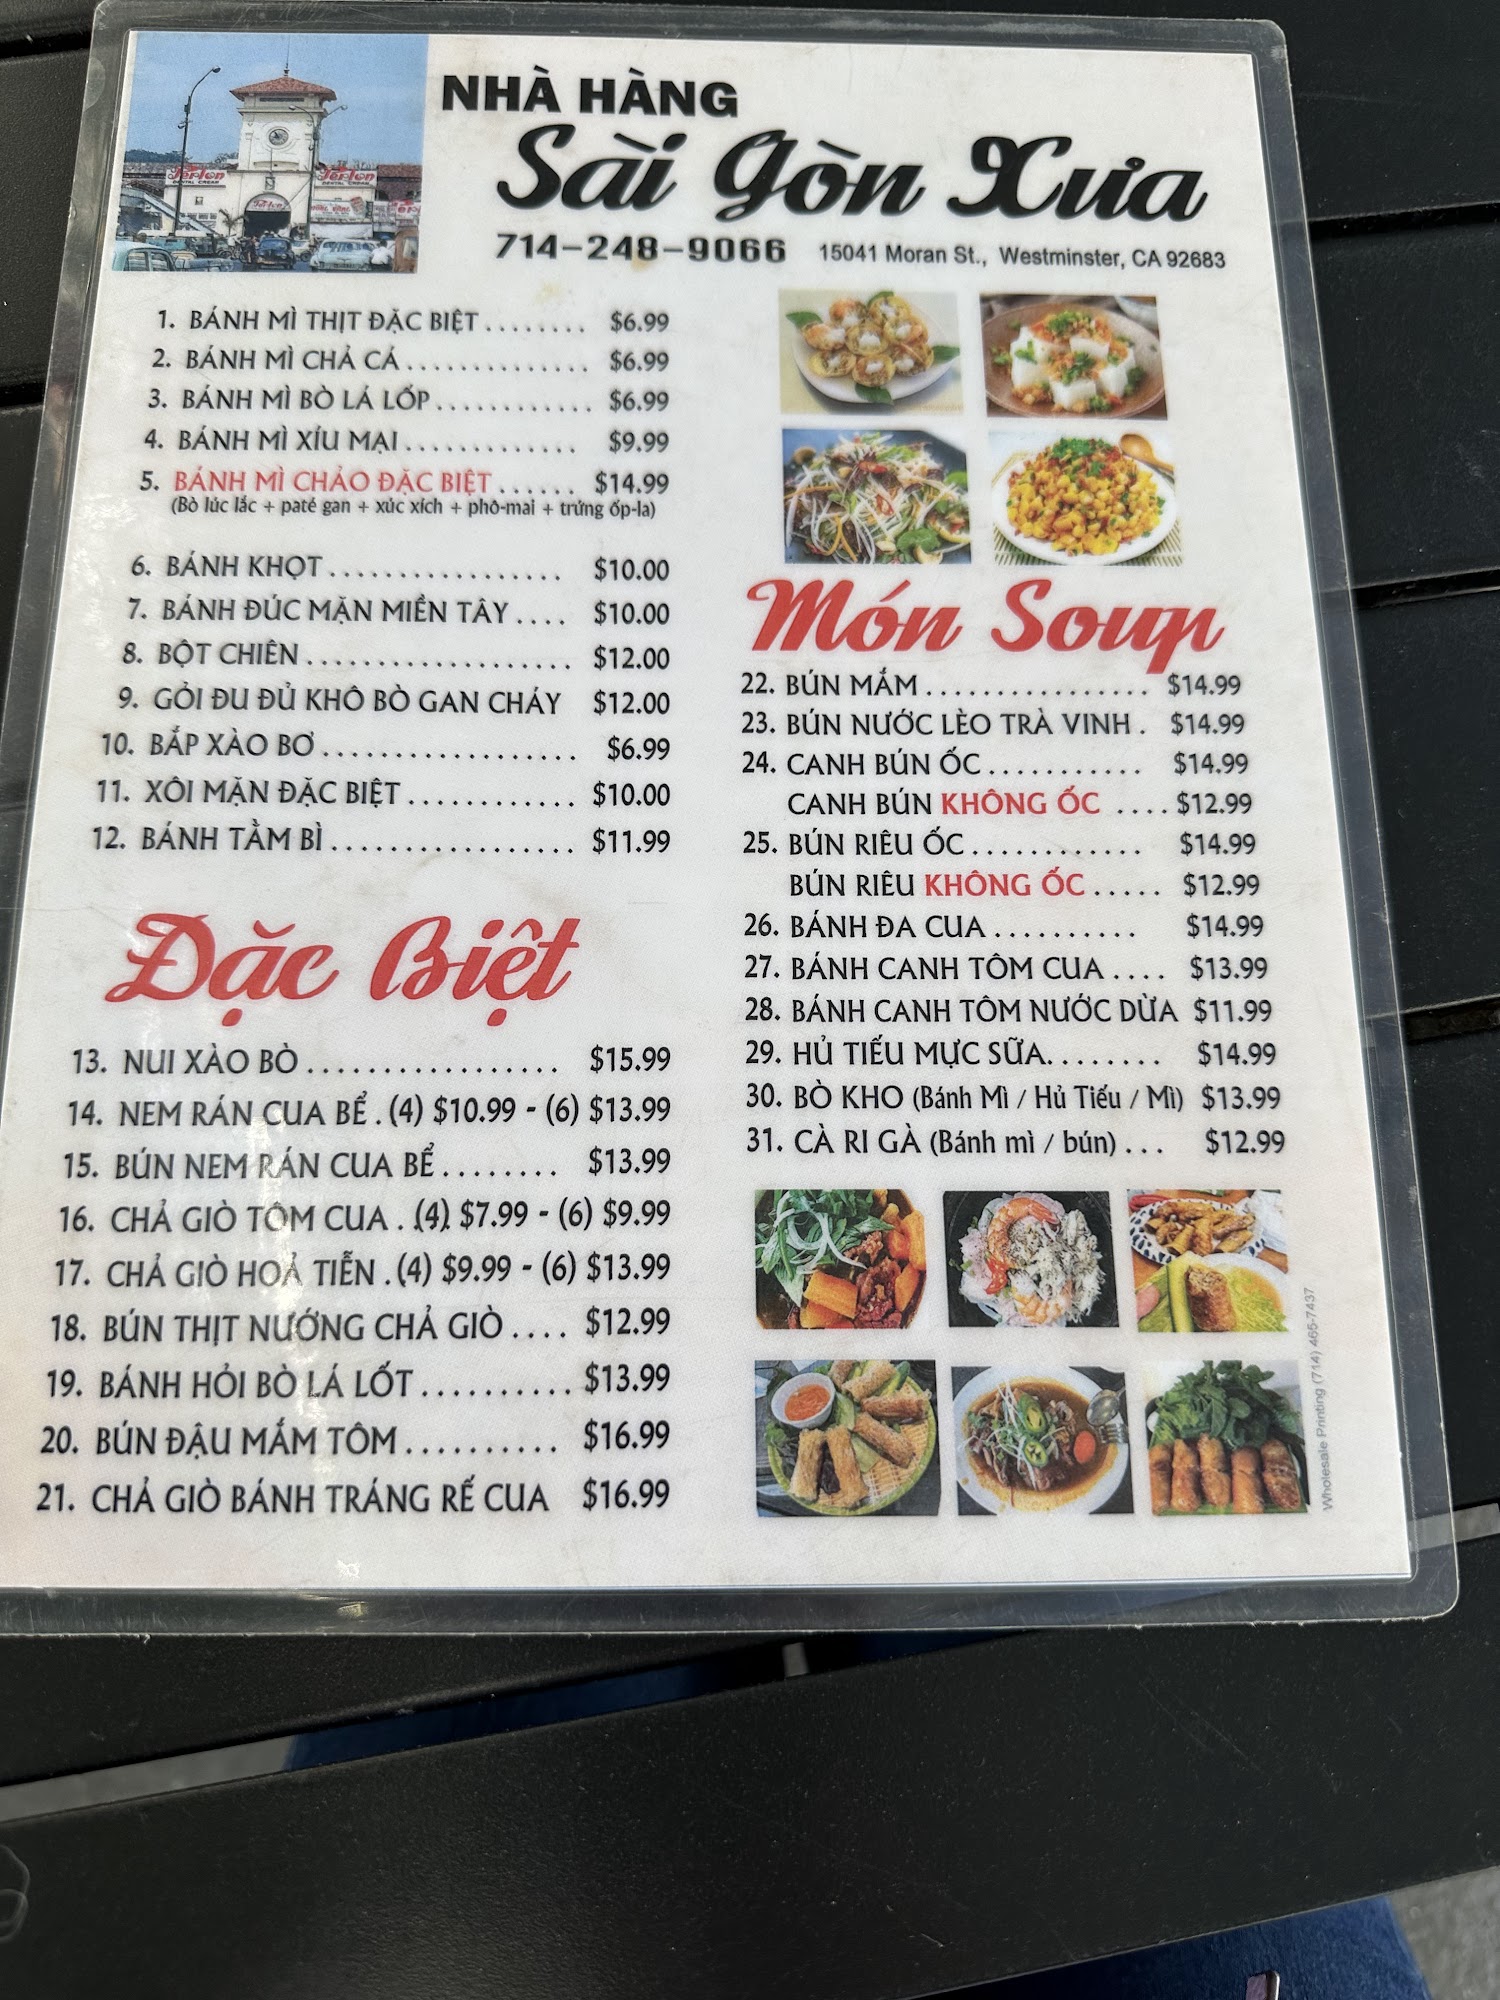 NHÀ HÀNG
Sài Gòn Xưa
714-248-9066 15041 Moran St., Westminster, CA 92683
1. BÁNH MÌ THỊT ĐẶC BIỆT ........ $6.99
2. BÁNH MÌ CHẢ CÁ .............. $6.99
3. BÁNH MÌ BÒ LÁ LỐP ............ $6.99
4. BÁNH MÌ XÍU MẠI ............. $9.99
5. BÁNH MÌ CHẢO ĐẶC BIỆT ...... $14.99
(Bò lúc lắc + paté gan + xúc xích + phô-mai + trứng ốp-la)
6. BÁNH KHỌT ................. $10.00
7. BÁNH ĐÚC MẶN MIỀN TÂY .... $10.00
8. BỘT CHIÊN ................... $12.00
9. GỎI ĐU ĐỦ KHÔ BÒ GAN CHÁY $12.00
10. BẮP XÀO BƠ .................. $6.99
11. XÔI MẶN ĐẶC BIỆT ............ $10.00
12. BÁNH TẰM BÌ ................. $11.99
Đặc Biệt
13. NUI XÀO BÒ ................. $15.99
14. NEM RÁN CUA BỂ . (4) $10.99 - (6) $13.99
15. BÚN NEM RÁN CUA BỂ ........ $13.99
16. CHẢ GIÒ TÔM CUA . (4) $7.99 - (6) $9.99
17. CHẢ GIÒ HOẢ TIỄN . (4) $9.99 - (6) $13.99
18. BÚN THỊT NƯỚNG CHẢ GIÒ .... $12.99
19. BÁNH HỎI BÒ LÁ LỐT .......... $13.99
20. BÚN ĐẬU MẮM TÔM .......... $16.99
21. CHẢ GIÒ BÁNH TRÁNG RẾ CUA $16.99
Món Soup
22. BÚN MẮM ................ $14.99
23. BÚN NƯỚC LÈO TRÀ VINH . $14.99
24. CANH BÚN ỐC ........... $14.99
CANH BÚN KHÔNG ỐC .... $12.99
25. BÚN RIÊU ỐC ............ $14.99
BÚN RIÊU KHÔNG ỐC ..... $12.99
26. BÁNH ĐA CUA .......... $14.99
27. BÁNH CANH TÔM CUA .... $13.99
28. BÁNH CANH TÔM NƯỚC DỪA $11.99
29. HỦ TIẾU MỰC SỮA........ $14.99
30. BÒ KHO (Bánh Mì / Hủ Tiếu / Mì) $13.99
31. CÀ RI GÀ (Bánh mì / bún) ... $12.99
Wholesale Printing (714) 465-7437